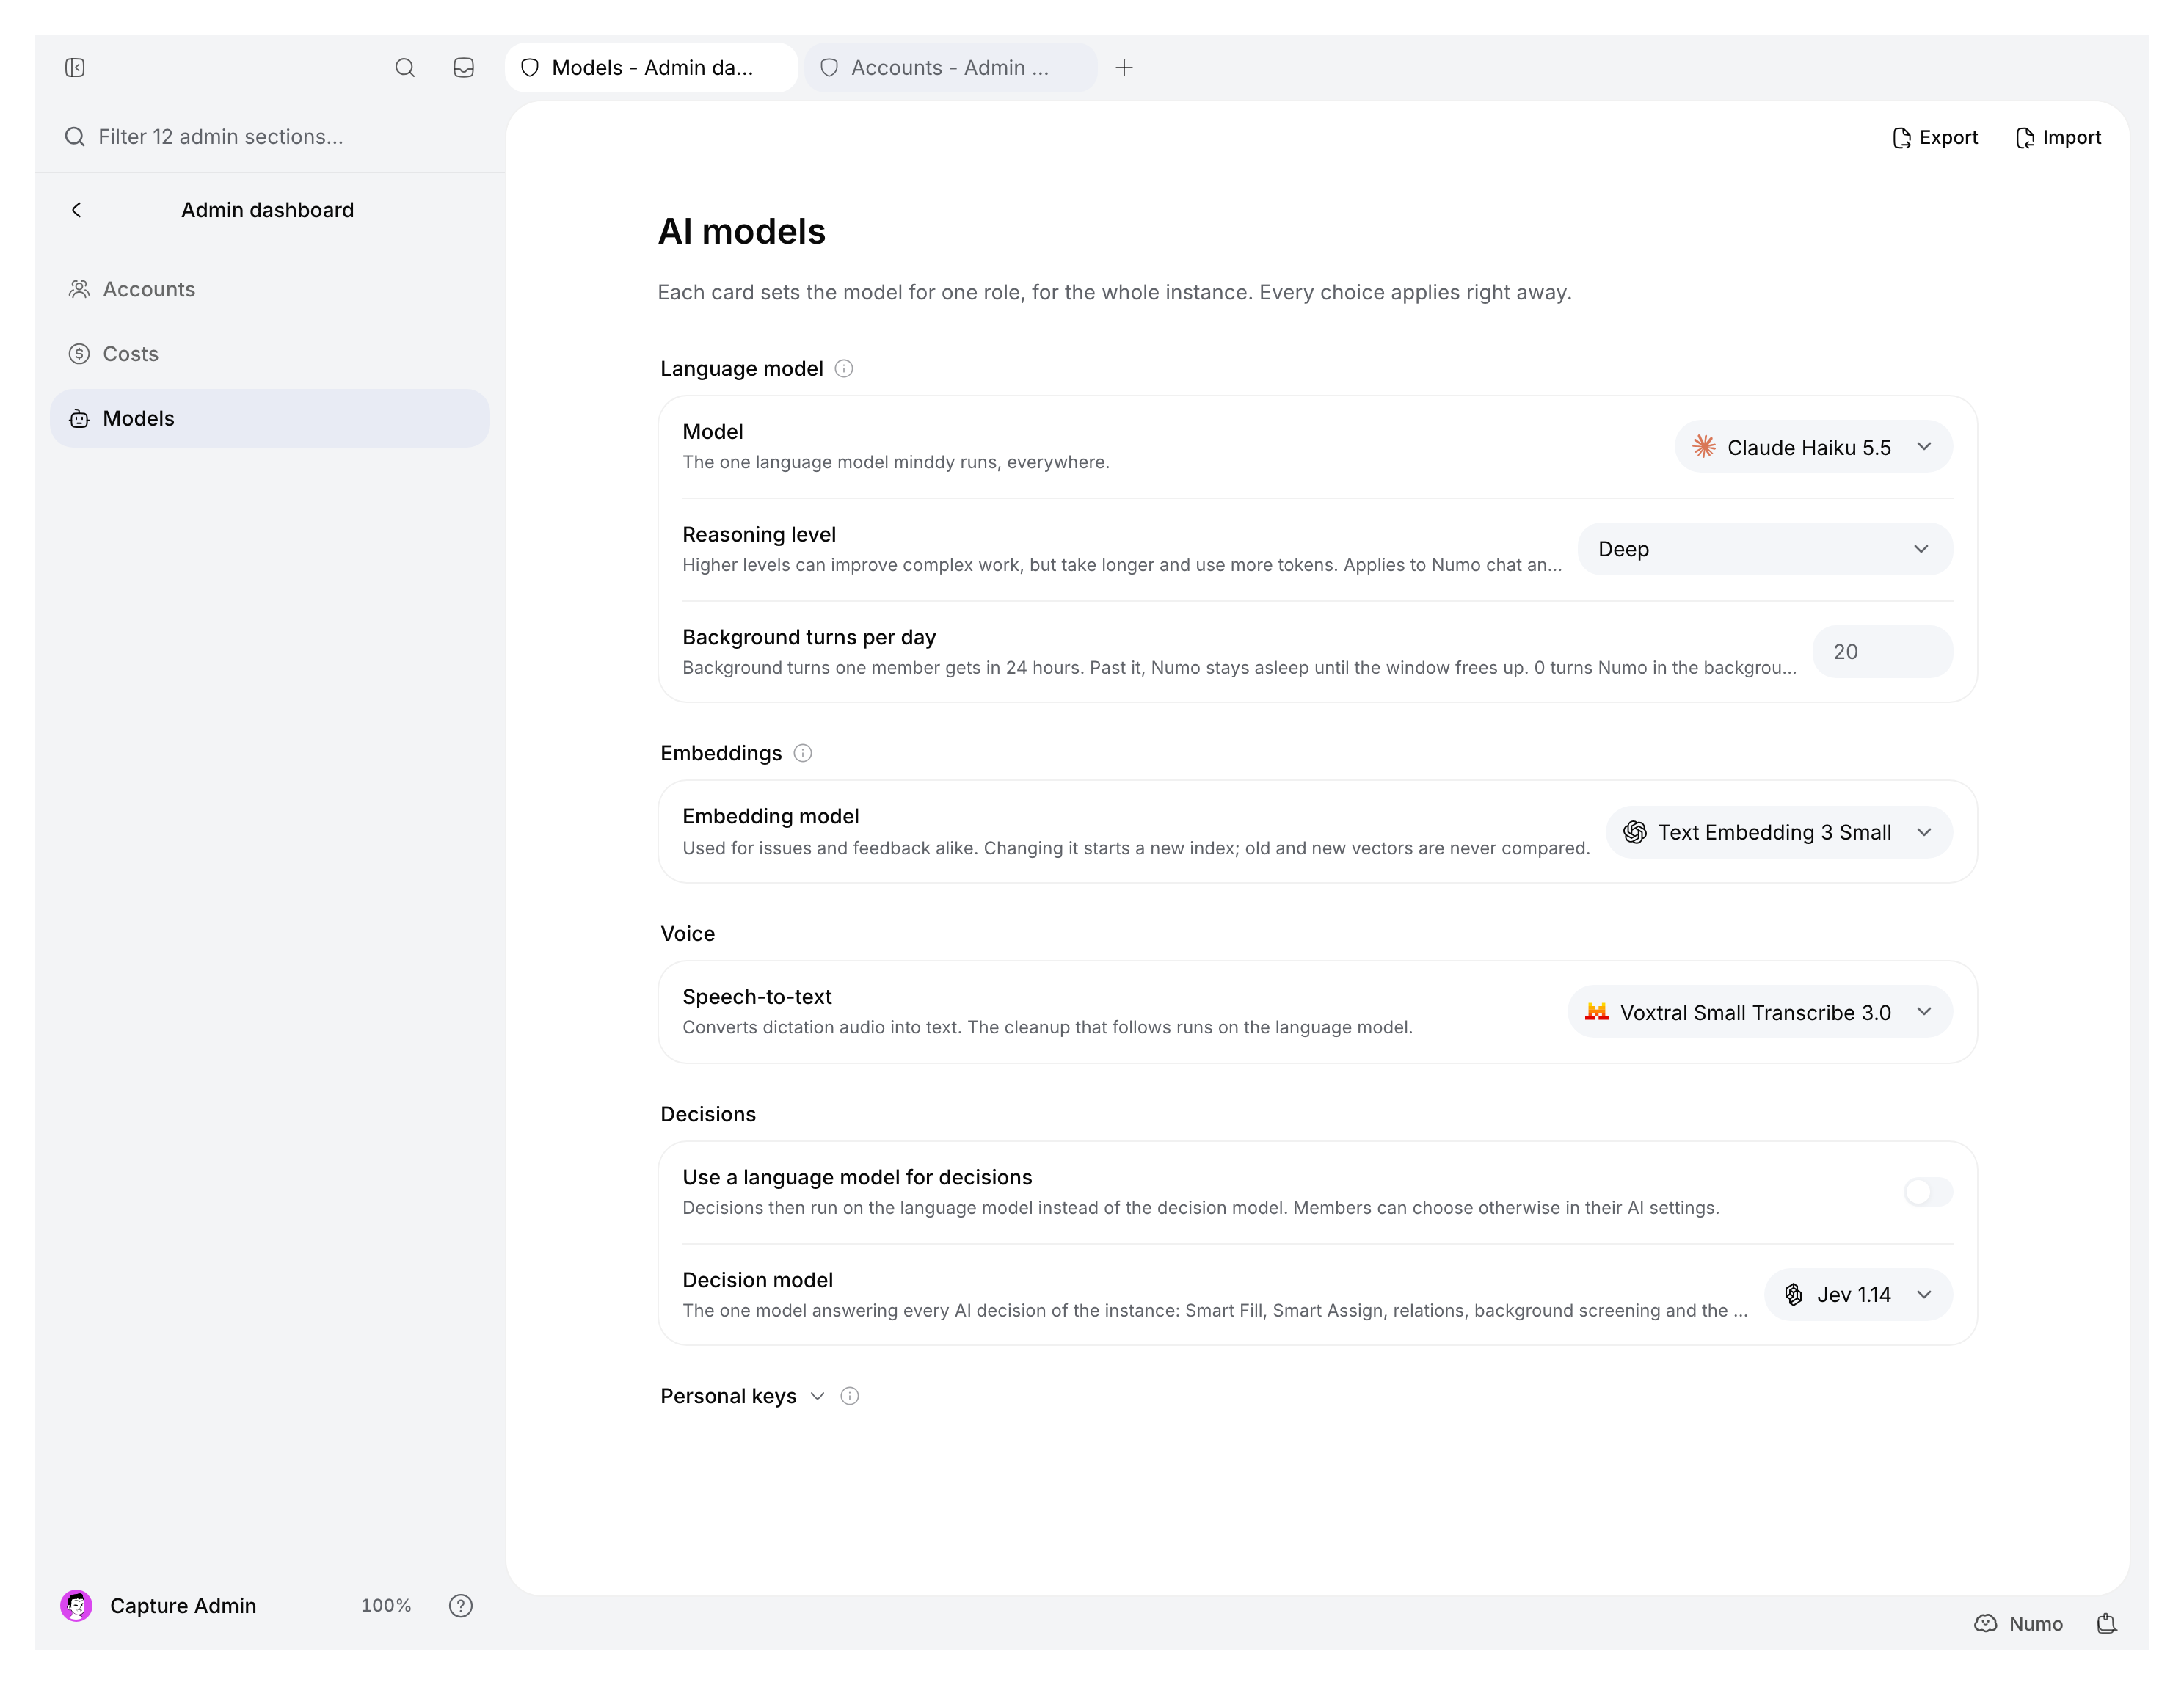 Models - Admin da...
Accounts - Admin ...
Filter 12 admin sections...
Export
Import
Admin dashboard
Accounts
Costs
Models
AI models
Each card sets the model for one role, for the whole instance. Every choice applies right away.
Language model
Model
The one language model minddy runs, everywhere.
Claude Haiku 5.5
Reasoning level
Higher levels can improve complex work, but take longer and use more tokens. Applies to Numo chat an...
Deep
Background turns per day
Background turns one member gets in 24 hours. Past it, Numo stays asleep until the window frees up. 0 turns Numo in the backgrou...
20
Embeddings
Embedding model
Used for issues and feedback alike. Changing it starts a new index; old and new vectors are never compared.
Text Embedding 3 Small
Voice
Speech-to-text
Converts dictation audio into text. The cleanup that follows runs on the language model.
Voxtral Small Transcribe 3.0
Decisions
Use a language model for decisions
Decisions then run on the language model instead of the decision model. Members can choose otherwise in their AI settings.
Decision model
The one model answering every AI decision of the instance: Smart Fill, Smart Assign, relations, background screening and the ...
Jev 1.14
Personal keys
Capture Admin
100%
Numo